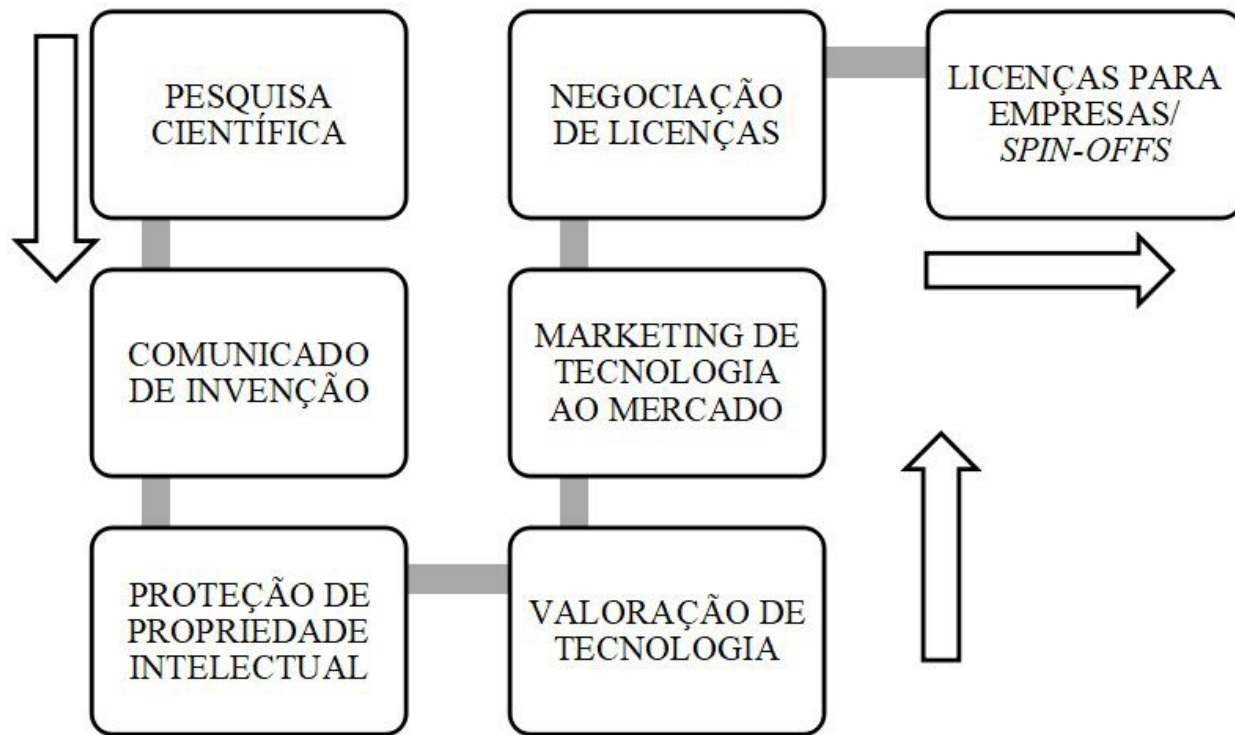 PESQUISA
CIENTÍFICA
COMUNICADO
DE INVENÇÃO
PROTEÇÃO DE
PROPRIEDADE
INTELECTUAL
VALORAÇÃO DE
TECNOLOGIA
MARKETING DE
TECNOLOGIA
AO MERCADO
NEGOCIAÇÃO
DE LICENÇAS
LICENÇAS PARA
EMPRESAS/
SPIN-OFFS